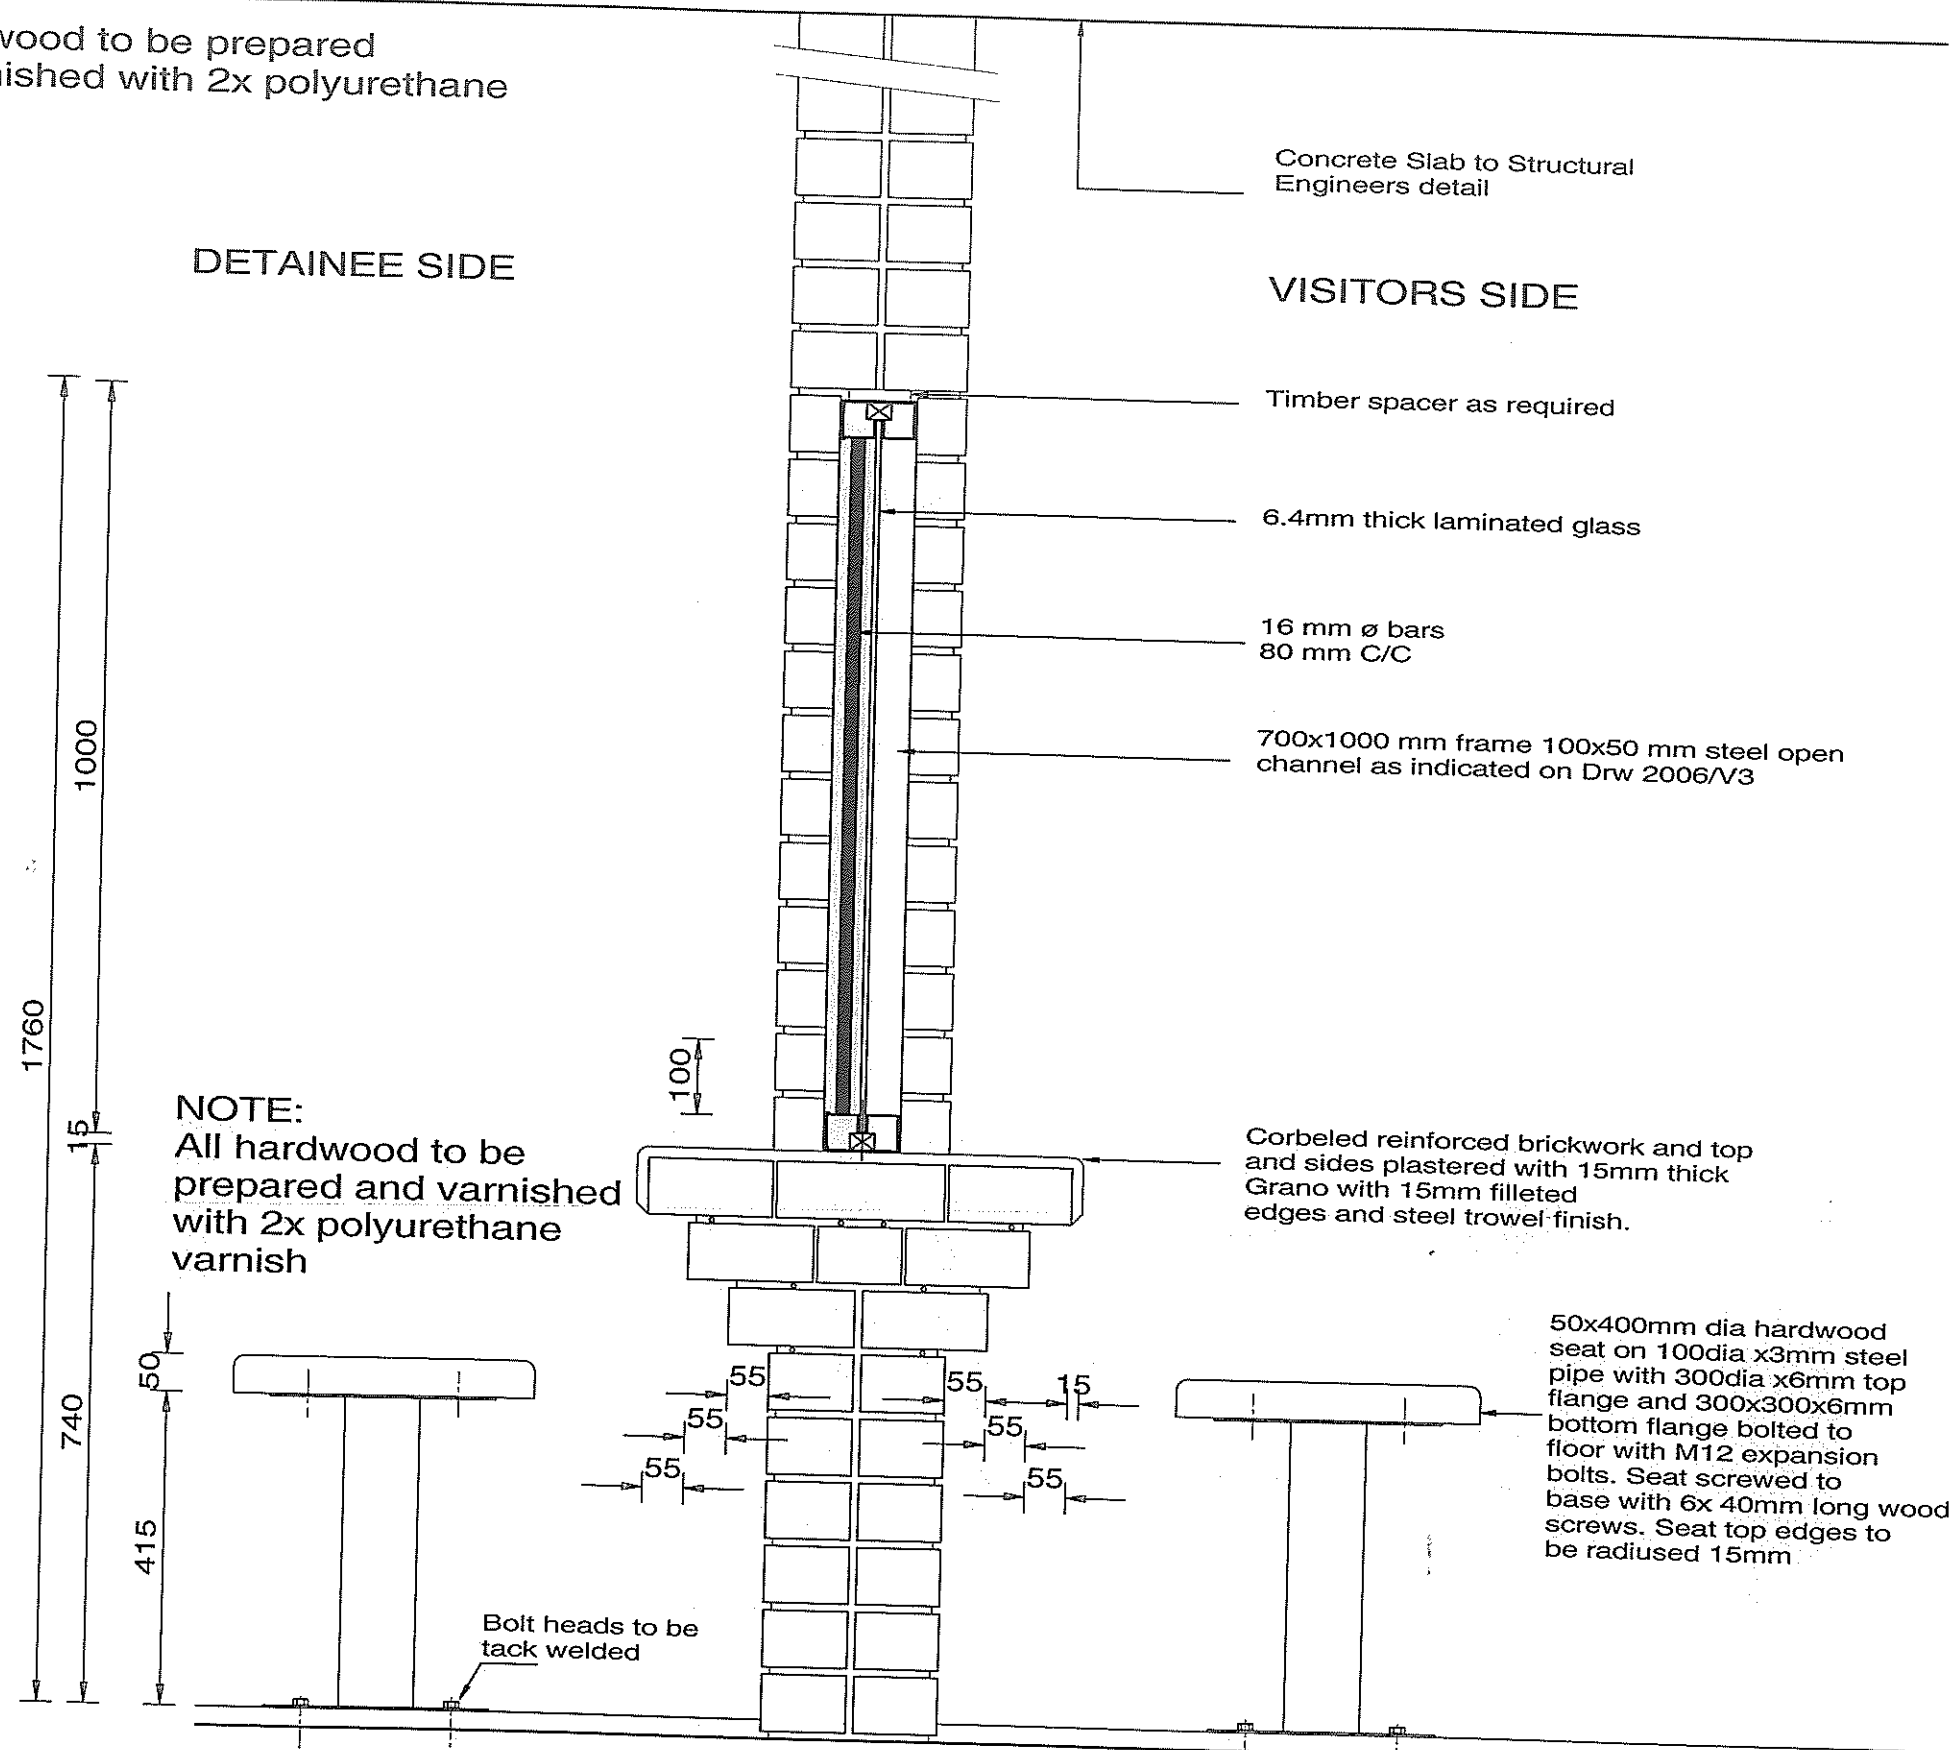 wood to be prepared
nished with 2x polyurethane
Concrete Slab to Structural
Engineers detail
DETAINEE SIDE
VISITORS SIDE
Timber spacer as required
6.4mm thick laminated glass
16 mm ø bars
80 mm C/C
700x1000 mm frame 100x50 mm steel open
channel as indicated on Drw 2006/V3
1000
1760
15
740
100
NOTE:
All hardwood to be
prepared and varnished
with 2x polyurethane
varnish
Corbeled reinforced brickwork and top
and sides plastered with 15mm thick
Grano with 15mm filleted
edges and steel trowel finish.
50
415
55
55
15
55
55
55
55
50x400mm dia hardwood
seat on 100dia x3mm steel
pipe with 300dia x6mm top
flange and 300x300x6mm
bottom flange bolted to
floor with M12 expansion
bolts. Seat screwed to
base with 6x 40mm long wood
screws. Seat top edges to
be radiused 15mm
Bolt heads to be
tack welded